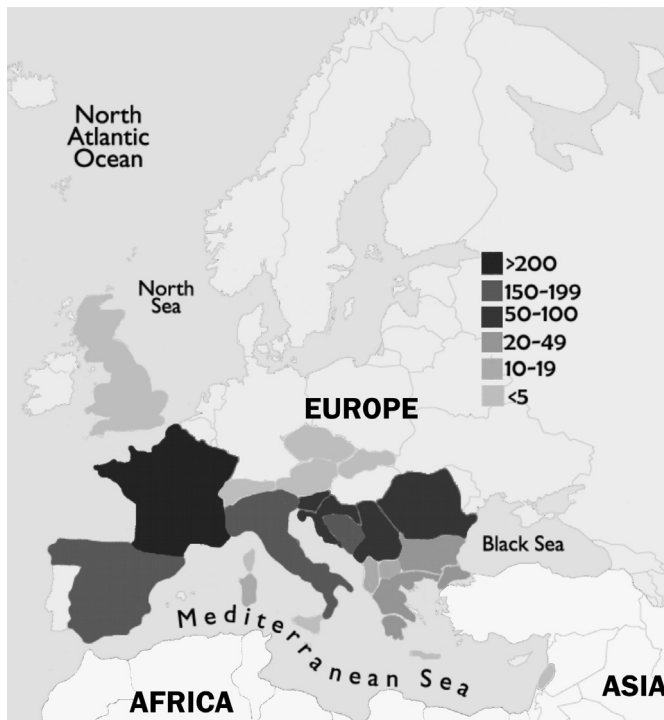 North
Atlantic
Ocean
North
Sea
>200
150-199
50-100
20-49
10-19
<5
EUROPE
Black Sea
Mediterranean Sea
AFRICA
ASIA